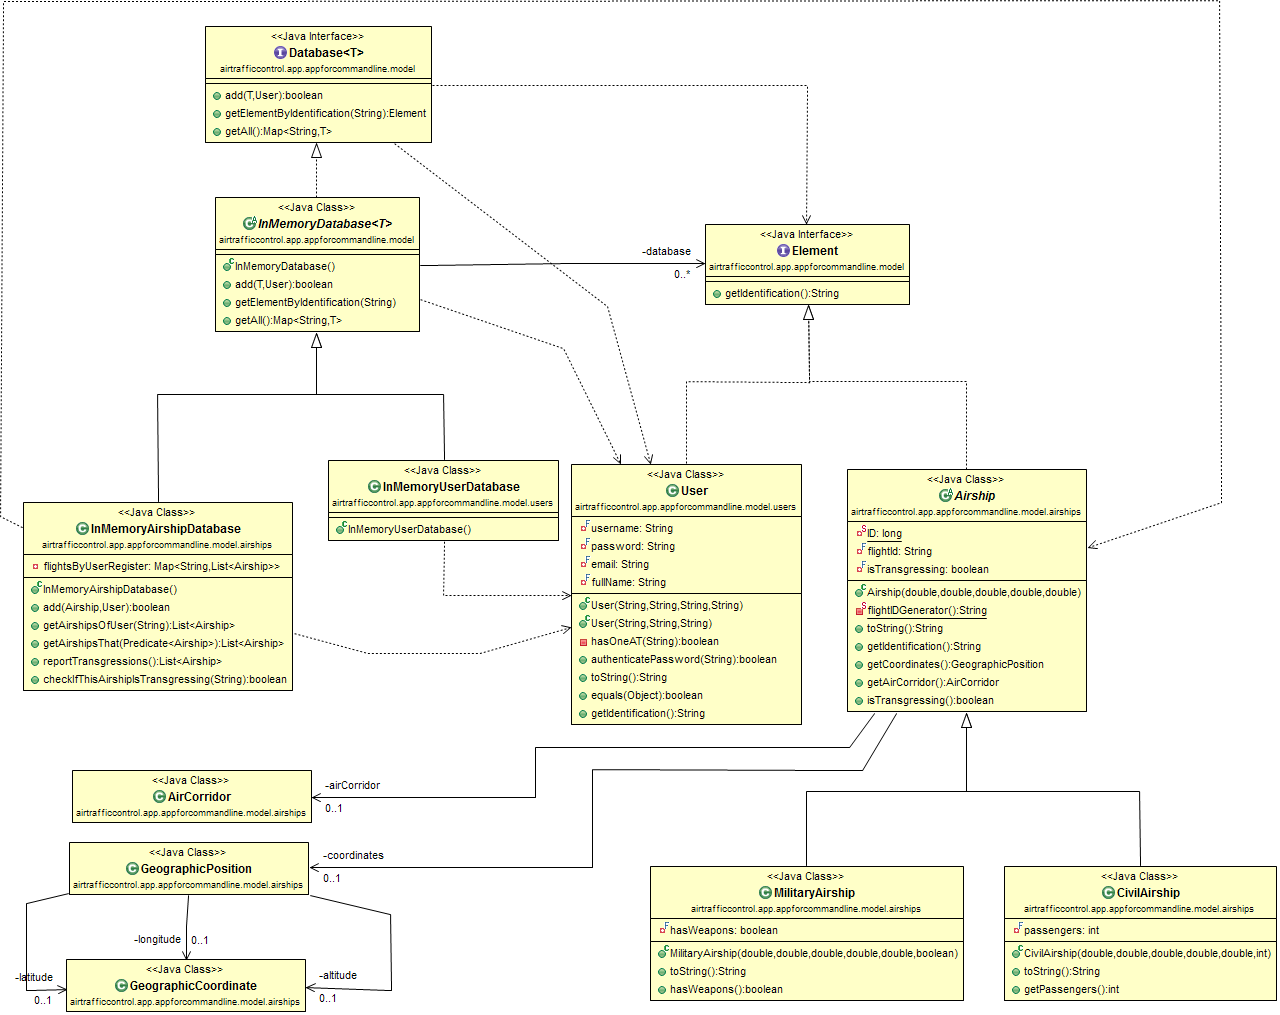 <<Java Interface>>
Database<T>
airtrafficcontrol.app.appforcommandline.model
add(T,User):boolean
getElementByIdentification(String):Element
getAll():Map<String,T>
<<Java Class>>
InMemoryDatabase<T>
airtrafficcontrol.app.appforcommandline.model
InMemoryDatabase()
add(T,User):boolean
getElementByIdentification(String)
getAll():Map<String,T>
-database
0..*
<<Java Interface>>
Element
airtrafficcontrol.app.appforcommandline.model
getIdentification():String
<<Java Class>>
InMemoryAirshipDatabase
airtrafficcontrol.app.appforcommandline.model.airships
flightsByUserRegister: Map<String,List<Airship>>
InMemoryAirshipDatabase()
add(Airship,User):boolean
getAirshipsOfUser(String):List<Airship>
getAirshipsThat(Predicate<Airship>):List<Airship>
reportTransgressions():List<Airship>
checkIfThisAirshipIsTransgressing(String):boolean
<<Java Class>>
InMemoryUserDatabase
airtrafficcontrol.app.appforcommandline.model.users
InMemoryUserDatabase()
<<Java Class>>
User
airtrafficcontrol.app.appforcommandline.model.users
username: String
password: String
email: String
fullName: String
User(String,String,String,String)
User(String,String,String)
hasOneAT(String):boolean
authenticatePassword(String):boolean
toString():String
equals(Object):boolean
getIdentification():String
<<Java Class>>
Airship
airtrafficcontrol.app.appforcommandline.model.airships
ID: long
flightId: String
isTransgressing: boolean
Airship(double,double,double,double,double)
flightIDGenerator():String
toString():String
getIdentification():String
getCoordinates():GeographicPosition
getAirCorridor():AirCorridor
isTransgressing():boolean
<<Java Class>>
AirCorridor
airtrafficcontrol.app.appforcommandline.model.airships
-airCorridor
0..1
<<Java Class>>
GeographicPosition
airtrafficcontrol.app.appforcommandline.model.airships
-coordinates
0..1
-longitude
0..1
-latitude
0..1
-altitude
0..1
<<Java Class>>
GeographicCoordinate
airtrafficcontrol.app.appforcommandline.model.airships
<<Java Class>>
MilitaryAirship
airtrafficcontrol.app.appforcommandline.model.airships
hasWeapons: boolean
MilitaryAirship(double,double,double,double,double,boolean)
toString():String
hasWeapons():boolean
<<Java Class>>
CivilAirship
airtrafficcontrol.app.appforcommandline.model.airships
passengers: int
CivilAirship(double,double,double,double,double,int)
toString():String
getPassengers():int